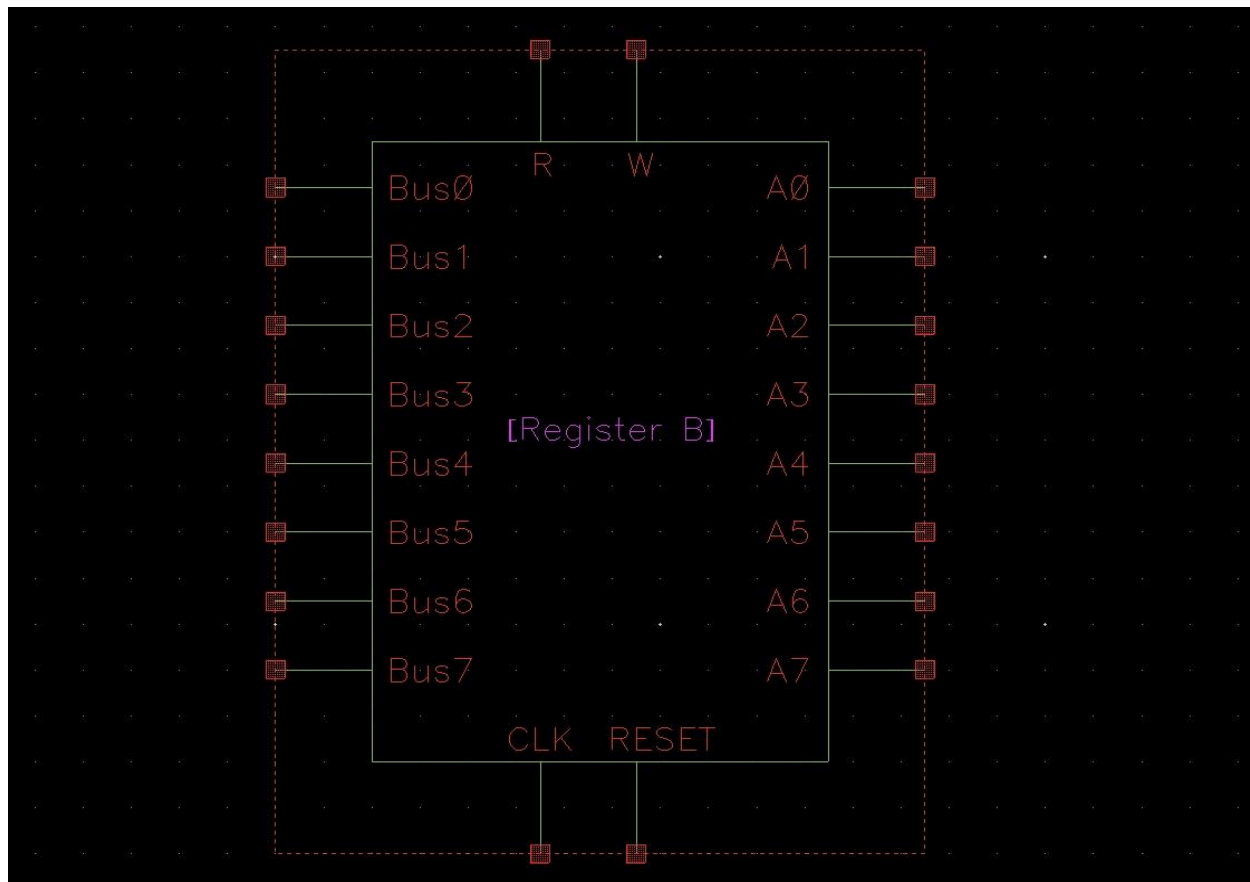 R W
Bus0 A0
Bus1 A1
Bus2 A2
Bus3 A3
[Register B]
Bus4 A4
Bus5 A5
Bus6 A6
Bus7 A7
CLK RESET